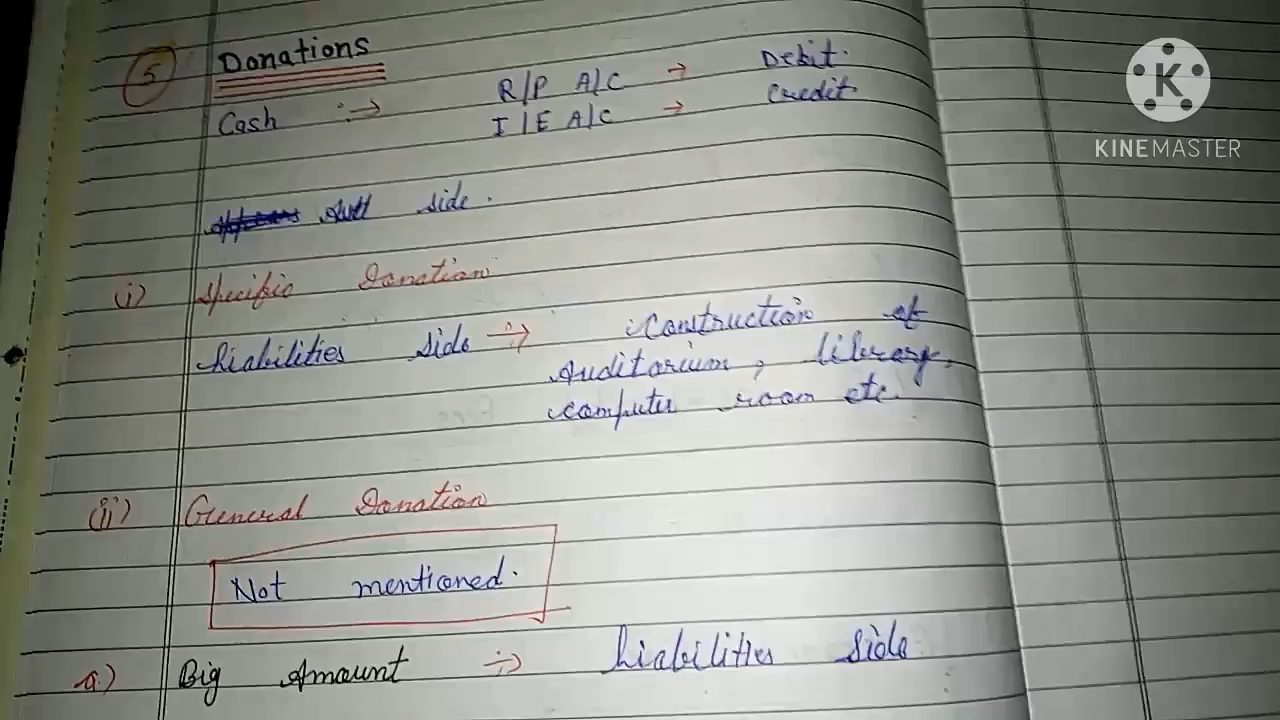 5 Donations
Cash :→ R/P A/C → Debit.
I/E A/C → Credit
side.
(i) Specific Donation
Liabilities side :→ Construction of
Auditorium, library,
computer room etc.
(ii) General Donation
Not mentioned.
a.) Big Amount :→ Liabilities side
K
KINEMASTER